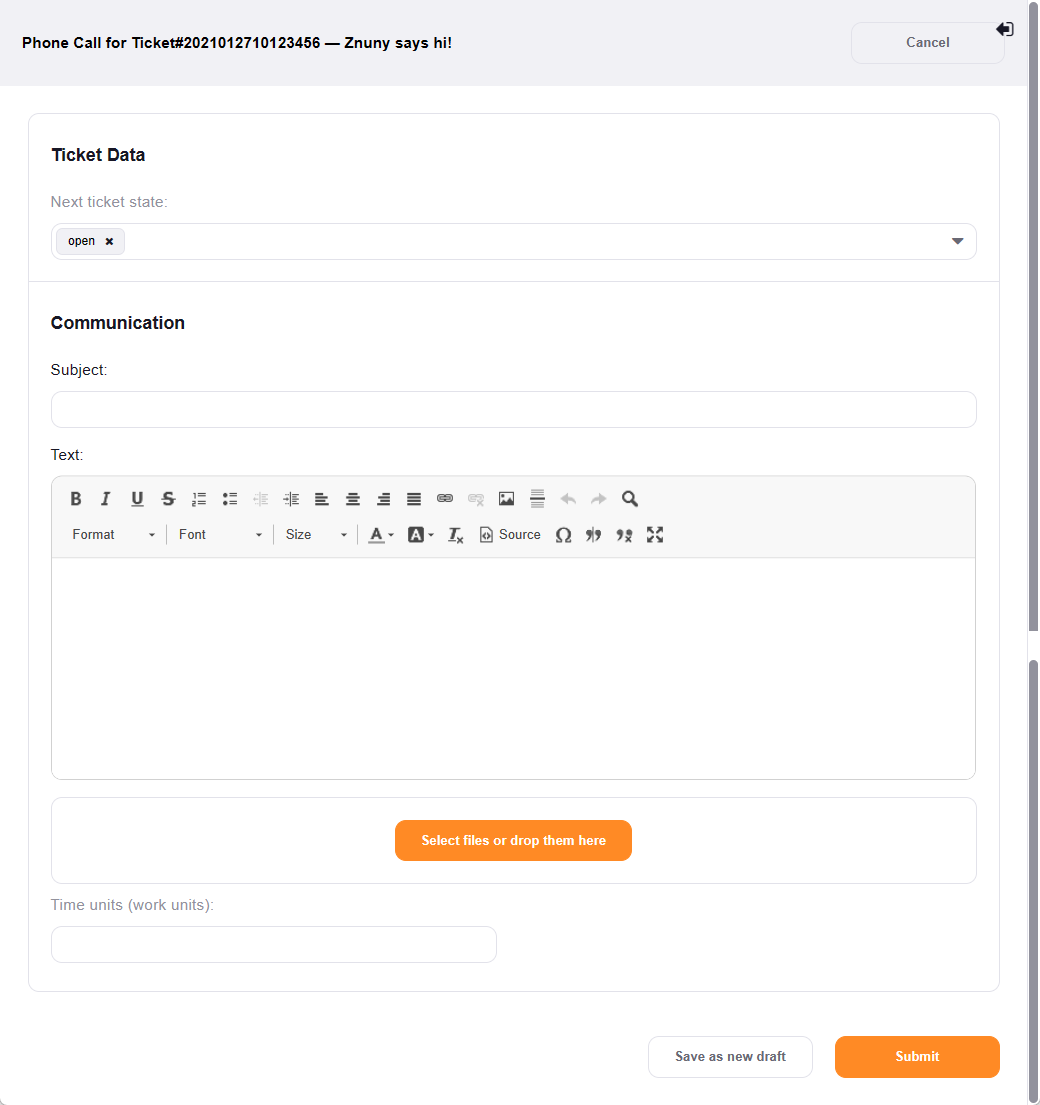 Phone Call for Ticket#2021012710123456 — Znuny says hi!
Cancel
Ticket Data
Next ticket state:
open
Communication
Subject:
Text:
Format Font Size Source
Select files or drop them here
Time units (work units):
Save as new draft Submit